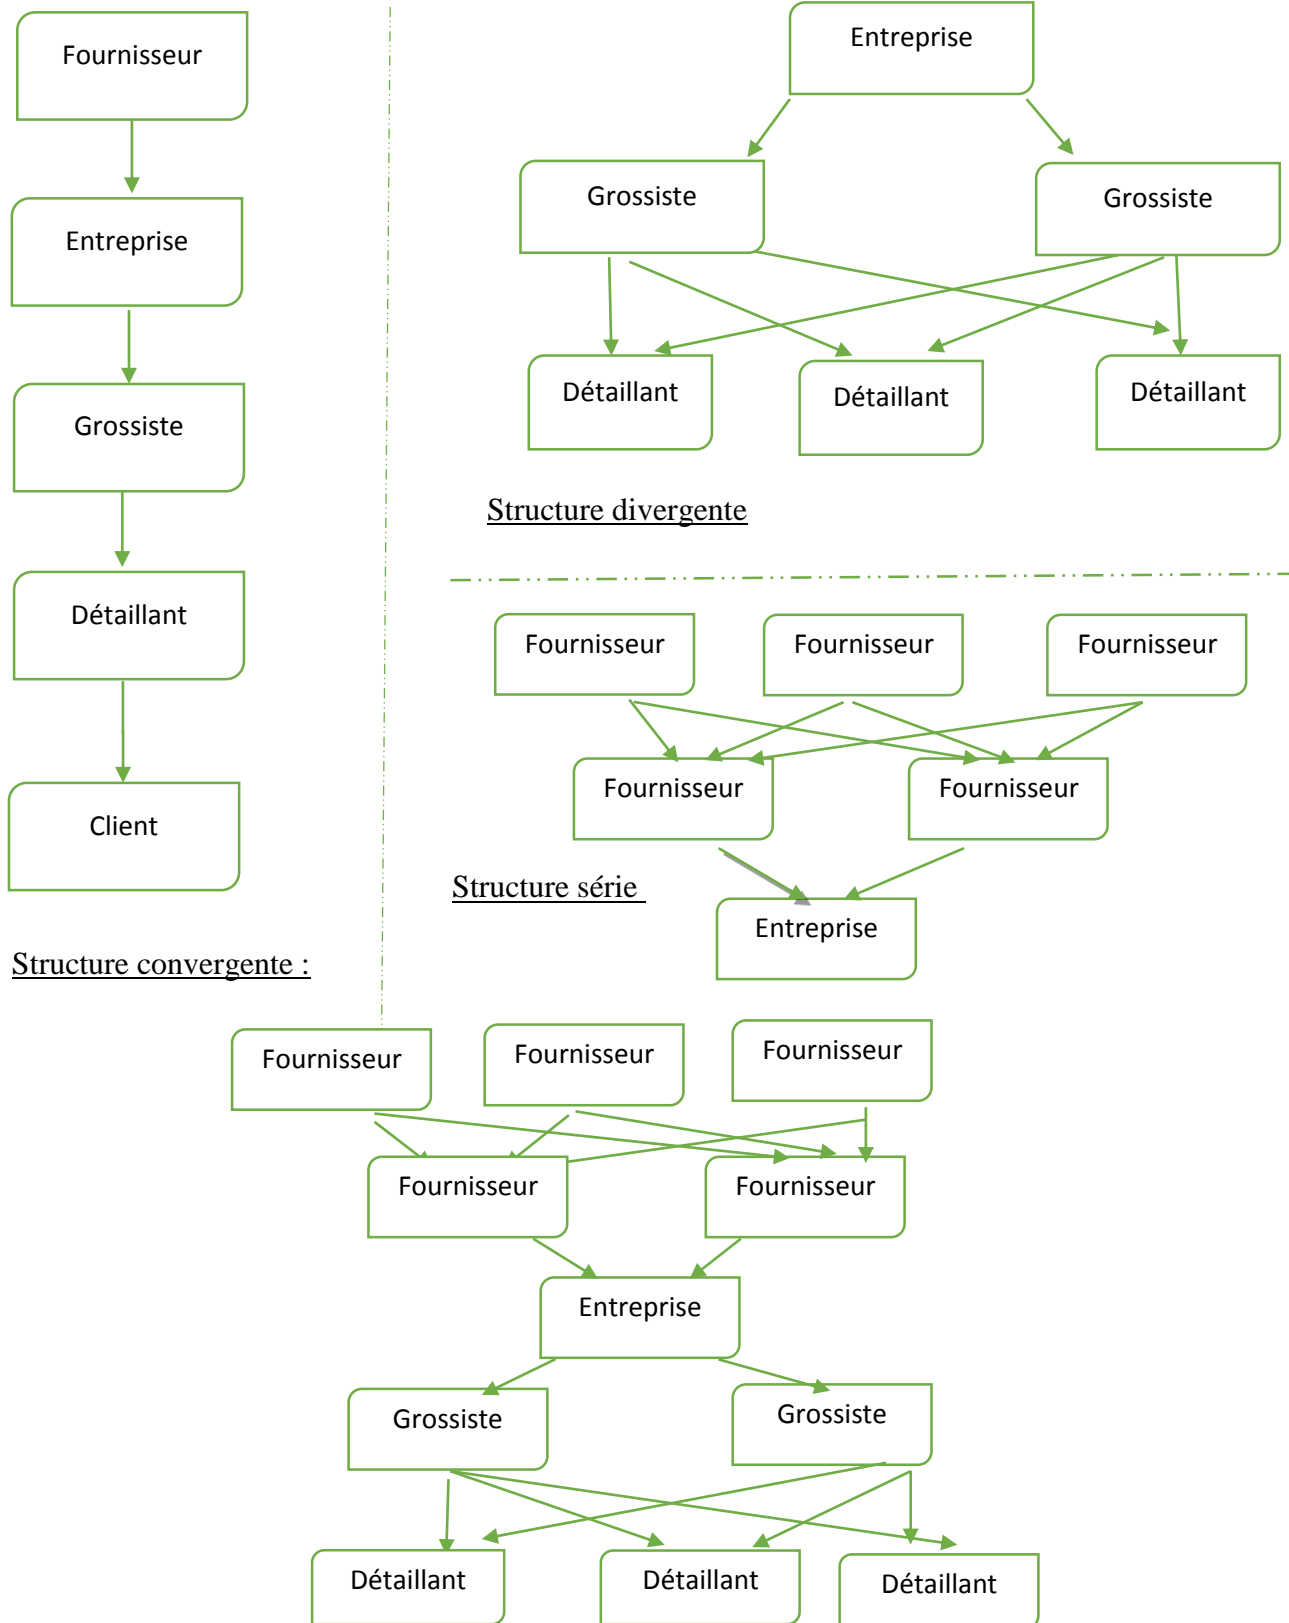 Fournisseur
Entreprise
Grossiste
Détaillant
Client
Structure convergente :
Entreprise
Grossiste
Grossiste
Détaillant
Détaillant
Détaillant
Structure divergente
Fournisseur
Fournisseur
Fournisseur
Fournisseur
Fournisseur
Structure série
Entreprise
Fournisseur
Fournisseur
Fournisseur
Fournisseur
Fournisseur
Entreprise
Grossiste
Grossiste
Détaillant
Détaillant
Détaillant